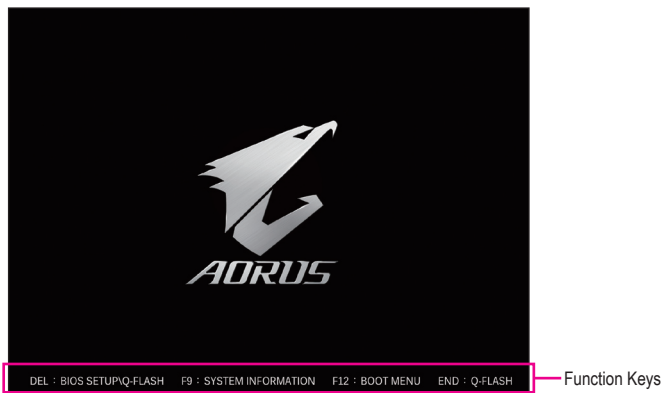 AORUS
DEL : BIOS SETUP\Q-FLASH F9 : SYSTEM INFORMATION F12 : BOOT MENU END : Q-FLASH
Function Keys